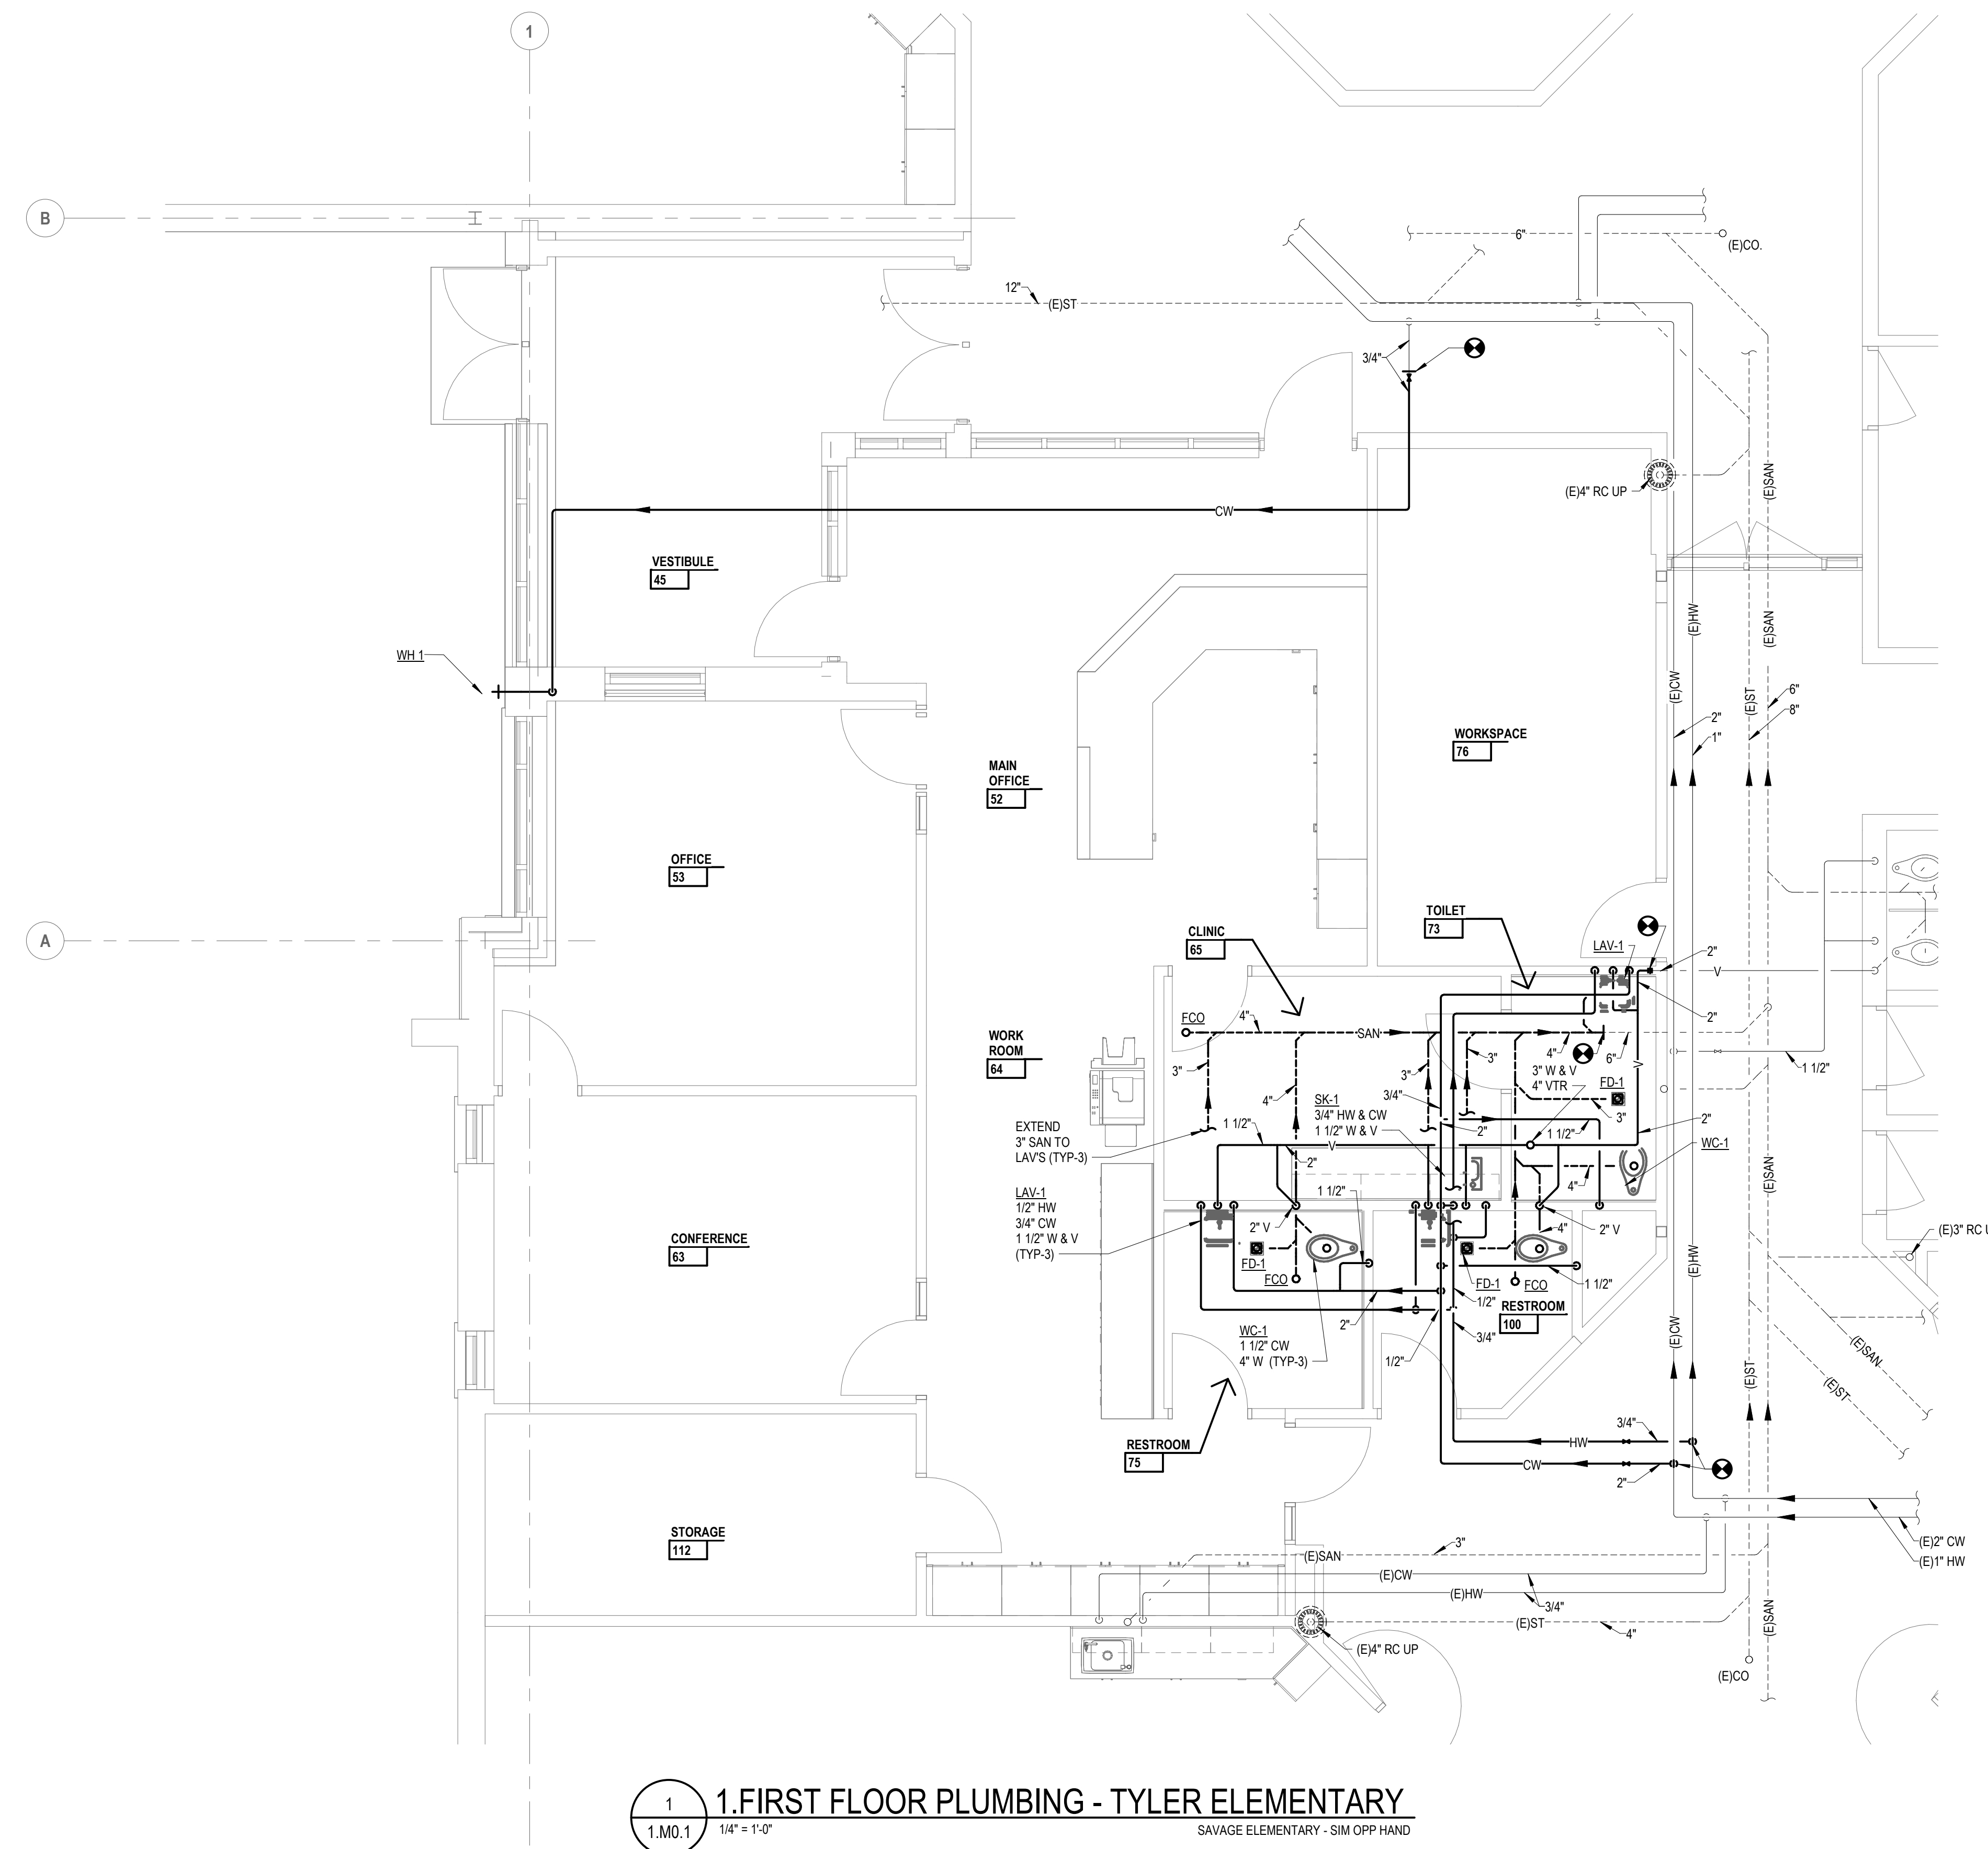 1
B
6"
(E)CO.
12"
(E)ST
3/4"
(E)4" RC UP
(E)SAN
CW
VESTIBULE
45
(E)HW
(E)SAN
WH 1
(E)CW
(E)ST
6"
8"
2"
1"
WORKSPACE
76
MAIN
OFFICE
52
OFFICE
53
TOILET
73
CLINIC
65
A
LAV-1
2"
V
FCO
4"
SAN
2"
WORK
ROOM
64
3"
3"
3"
4"
6"
1 1/2"
3" W & V
4" VTR
FD-1
4"
3/4"
SK-1
3/4" HW & CW
1 1/2" W & V
3"
EXTEND
3" SAN TO
LAV'S (TYP-3)
1 1/2"
2"
1 1/2"
2"
V
V
WC-1
2"
4"
(E)SAN
LAV-1
1/2" HW
3/4" CW
1 1/2" W & V
(TYP-3)
1 1/2"
2" V
4"
2" V
CONFERENCE
63
(E)3" RC U
FD-1
FCO
FD-1
FCO
1 1/2"
(E)HW
1/2"
RESTROOM
100
2"
3/4"
WC-1
1 1/2" CW
4" W (TYP-3)
1/2"
(E)CW
(E)SAN
(E)ST
(E)ST
3/4"
HW
RESTROOM
75
CW
2"
STORAGE
112
3"
(E)SAN
(E)2" CW
(E)1" HW
(E)CW
(E)HW
3/4"
(E)SAN
(E)ST
4"
(E)4" RC UP
(E)CO
1
1.M0.1
1.FIRST FLOOR PLUMBING - TYLER ELEMENTARY
1/4" = 1'-0"
SAVAGE ELEMENTARY - SIM OPP HAND